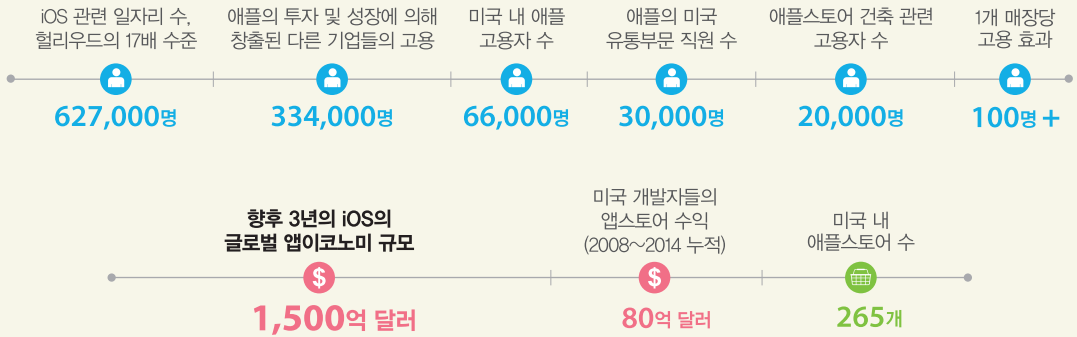 iOS 관련 일자리 수,
헐리우드의 17배 수준
627,000명
애플의 투자 및 성장에 의해
창출된 다른 기업들의 고용
334,000명
미국 내 애플
고용자 수
66,000명
애플의 미국
유통부문 직원 수
30,000명
애플스토어 건축 관련
고용자 수
20,000명
1개 매장당
고용 효과
100명 +
향후 3년의 iOS의
글로벌 앱이코노미 규모
$
1,500억 달러
미국 개발자들의
앱스토어 수익
(2008~2014 누적)
$
80억 달러
미국 내
애플스토어 수
265개